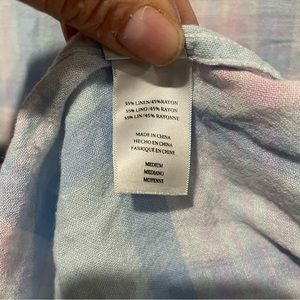 55% LINEN/45% RAYON
55% LINO/45% RAYON
55% LIN/45% RAYONNE
MADE IN CHINA
HECHO EN CHINA
FABRIQUÉ EN CHINE
MEDIUM
MEDIANO
MOYENNE